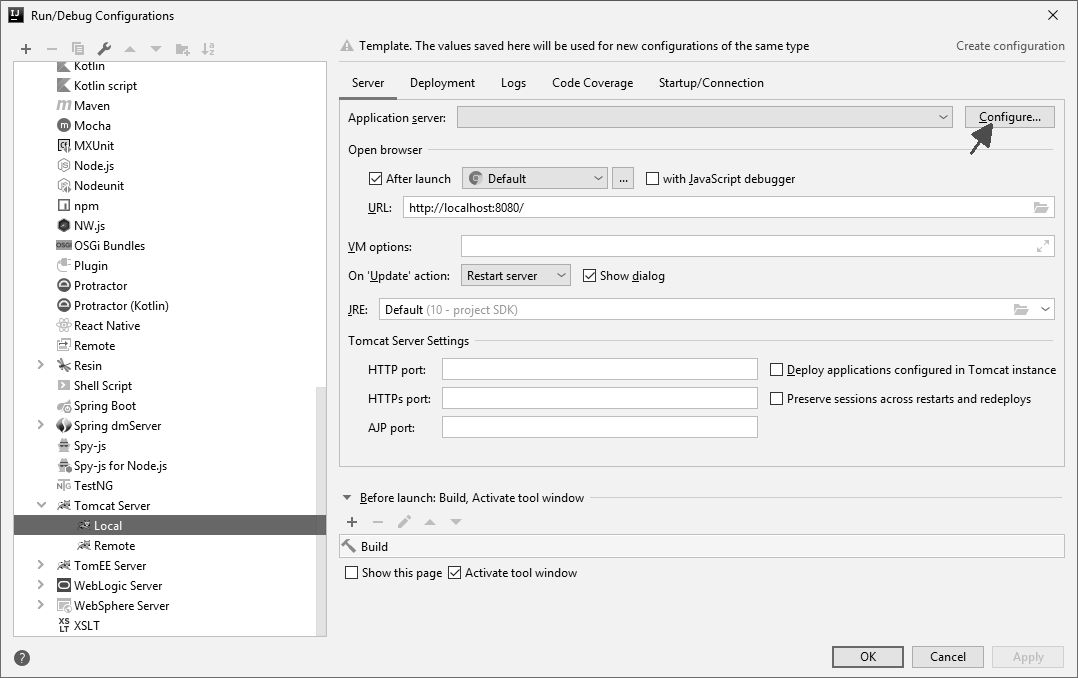 Run/Debug Configurations
Template. The values saved here will be used for new configurations of the same type
Create configuration
Kotlin
Kotlin script
Maven
Mocha
MXUnit
Node.js
Nodeunit
npm
NW.js
OSGi Bundles
Plugin
Protractor
Protractor (Kotlin)
React Native
Remote
Resin
Shell Script
Spring Boot
Spring dmServer
Spy-js
Spy-js for Node.js
TestNG
Tomcat Server
Local
Remote
TomEE Server
WebLogic Server
WebSphere Server
XSLT
Server Deployment Logs Code Coverage Startup/Connection
Application server: Configure...
Open browser
After launch Default ... with JavaScript debugger
URL: http://localhost:8080/
VM options:
On 'Update' action: Restart server Show dialog
JRE: Default (10 - project SDK)
Tomcat Server Settings
HTTP port: Deploy applications configured in Tomcat instance
HTTPs port: Preserve sessions across restarts and redeploys
AJP port:
Before launch: Build, Activate tool window
Build
Show this page Activate tool window
? OK Cancel Apply